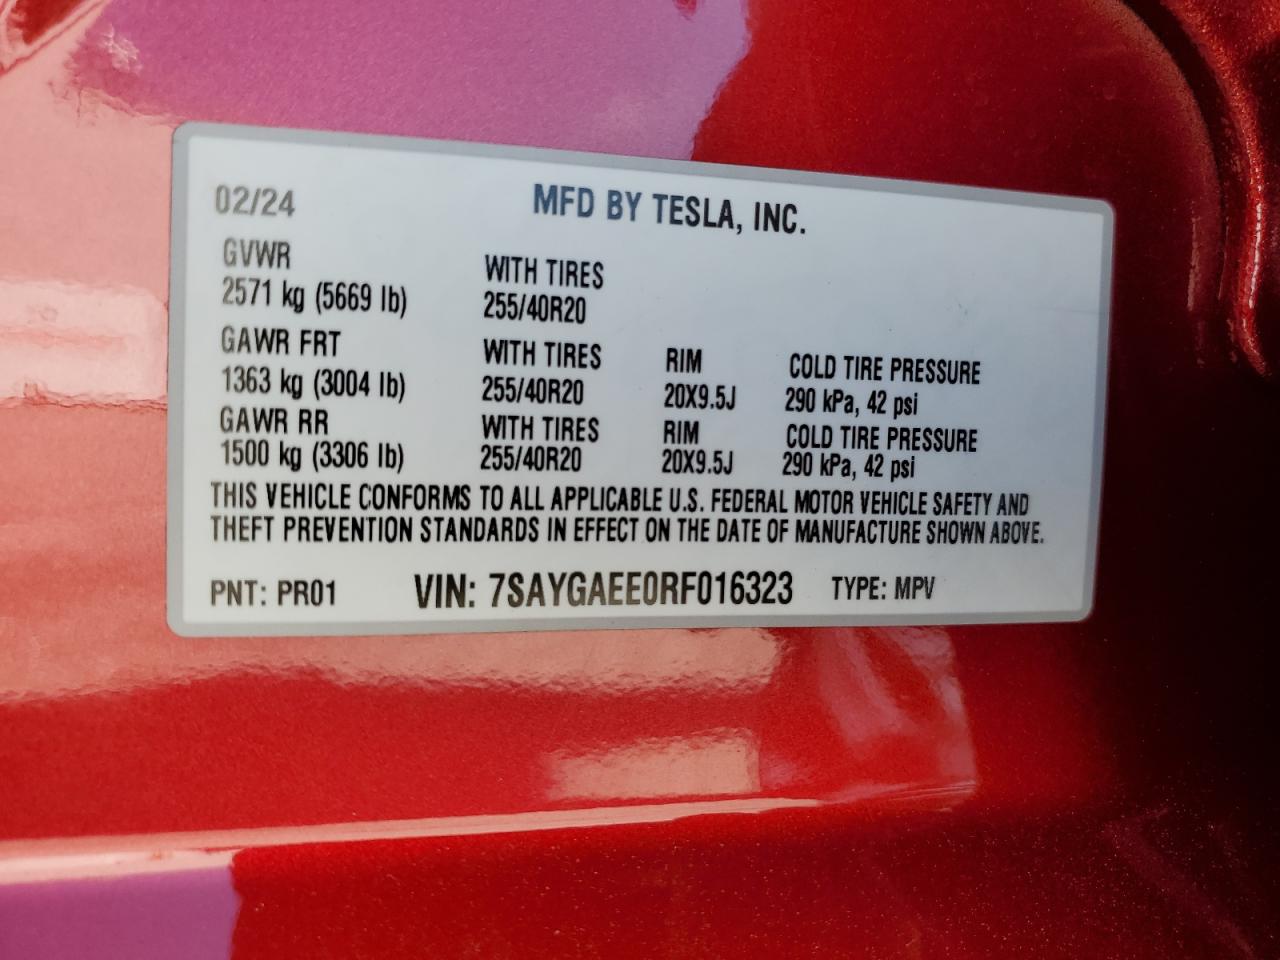 02/24 MFD BY TESLA, INC.
GVWR WITH TIRES
2571 kg (5669 lb) 255/40R20
GAWR FRT WITH TIRES RIM COLD TIRE PRESSURE
1363 kg (3004 lb) 255/40R20 20X9.5J 290 kPa, 42 psi
GAWR RR WITH TIRES RIM COLD TIRE PRESSURE
1500 kg (3306 lb) 255/40R20 20X9.5J 290 kPa, 42 psi
THIS VEHICLE CONFORMS TO ALL APPLICABLE U.S. FEDERAL MOTOR VEHICLE SAFETY AND
THEFT PREVENTION STANDARDS IN EFFECT ON THE DATE OF MANUFACTURE SHOWN ABOVE.
PNT: PR01 VIN: 7SAYGAEE0RF016323 TYPE: MPV